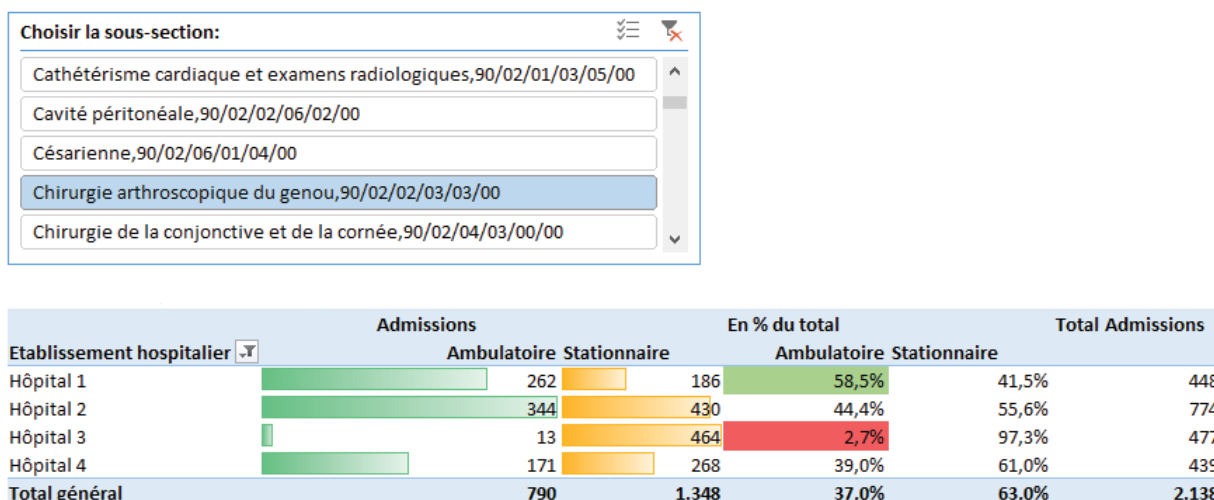 Choisir la sous-section:
Cathétérisme cardiaque et examens radiologiques,90/02/01/03/05/00
Cavité péritonéale,90/02/02/06/02/00
Césarienne,90/02/06/01/04/00
Chirurgie arthroscopique du genou,90/02/02/03/03/00
Chirurgie de la conjonctive et de la cornée,90/02/04/03/00/00
Admissions En % du total Total Admissions
Etablissement hospitalier Ambulatoire Stationnaire Ambulatoire Stationnaire
Hôpital 1 262 186 58,5% 41,5% 448
Hôpital 2 344 430 44,4% 55,6% 774
Hôpital 3 13 464 2,7% 97,3% 477
Hôpital 4 171 268 39,0% 61,0% 439
Total général 790 1.348 37,0% 63,0% 2.138